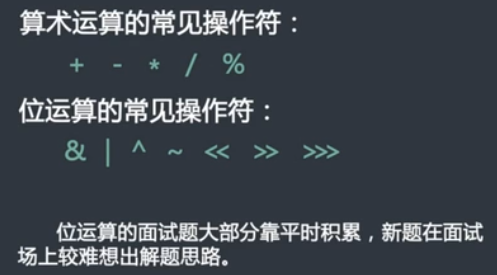 算术运算的常见操作符：
+ - * / %
位运算的常见操作符：
& | ^ ~ << >> >>>
位运算的面试题大部分靠平时积累，新题在面试
场上较难想出解题思路。